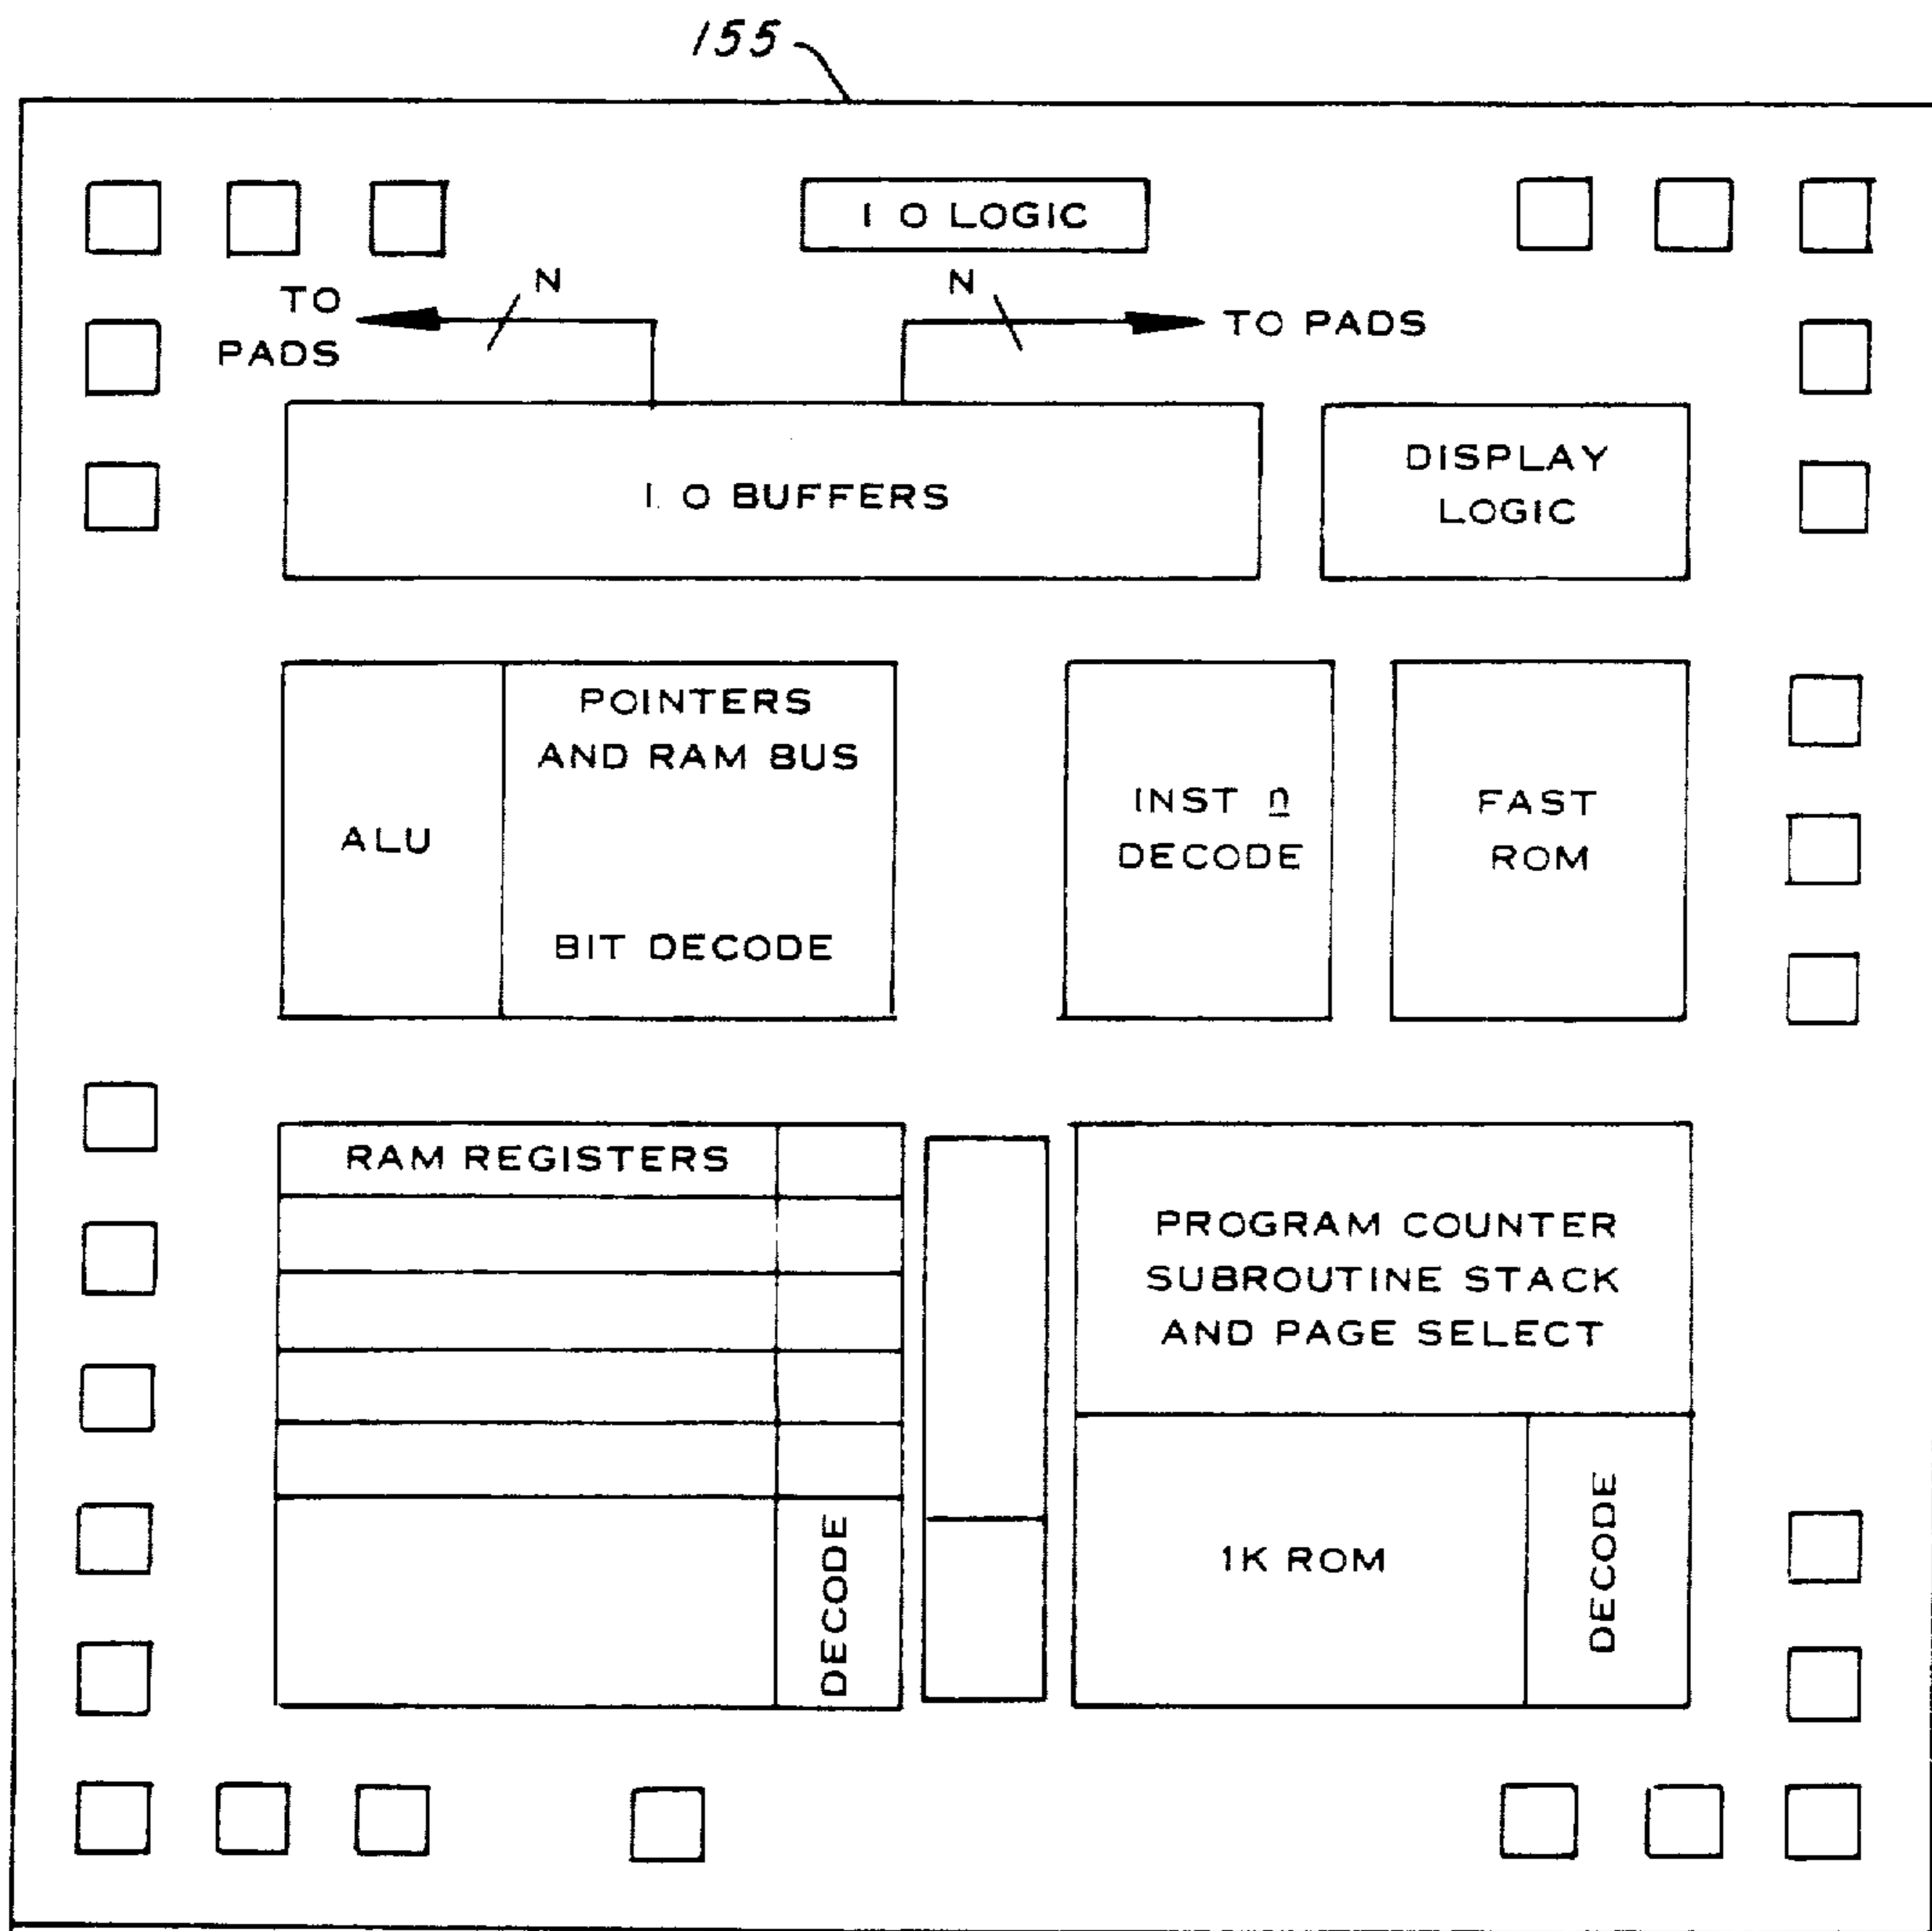 155
I O LOGIC
N
N
TO
PADS
TO PADS
I. O BUFFERS
DISPLAY
LOGIC
POINTERS
AND RAM BUS
ALU
BIT DECODE
INST n
DECODE
FAST
ROM
RAM REGISTERS
DECODE
PROGRAM COUNTER
SUBROUTINE STACK
AND PAGE SELECT
1K ROM
DECODE